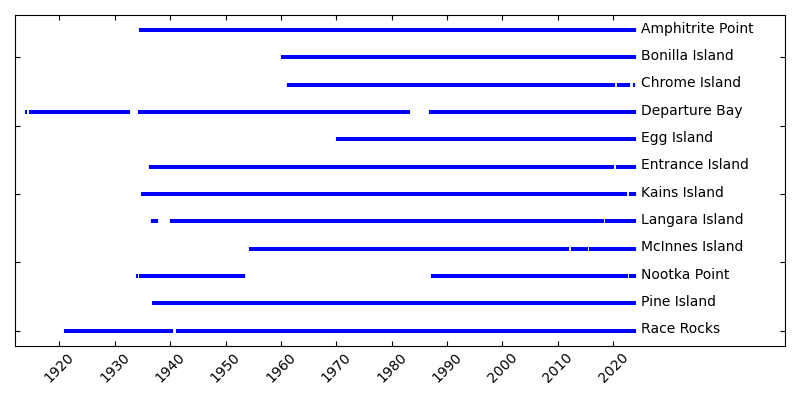 Amphitrite Point
Bonilla Island
Chrome Island
Departure Bay
Egg Island
Entrance Island
Kains Island
Langara Island
McInnes Island
Nootka Point
Pine Island
Race Rocks
1920 1930 1940 1950 1960 1970 1980 1990 2000 2010 2020